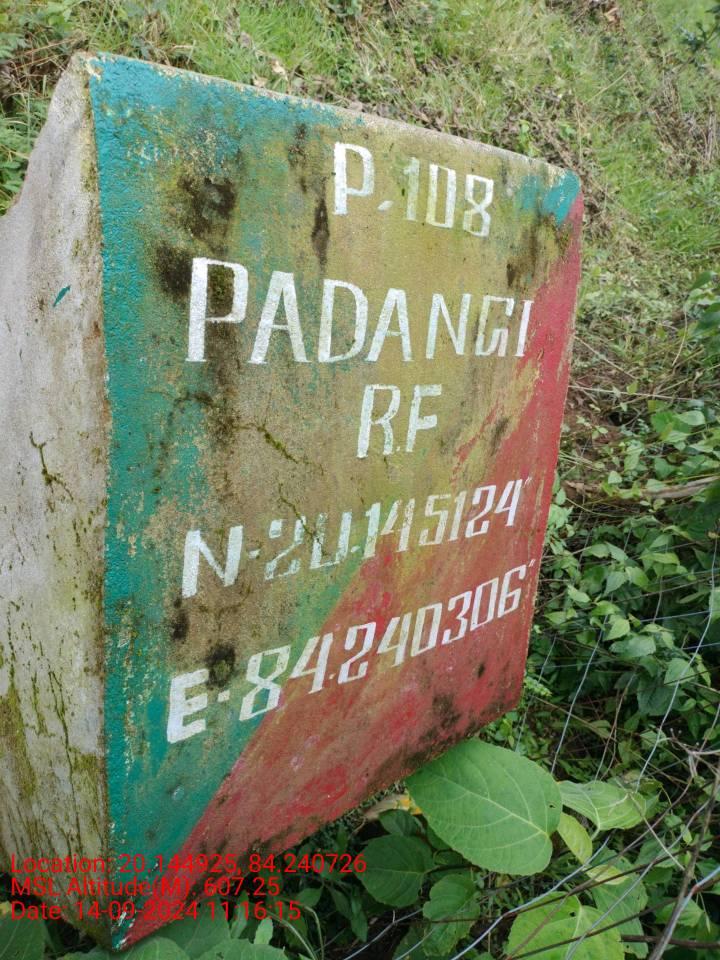 P.108
PADANGI
R.F
N-20.145124"
E-84.240306"
Location: 20.144925, 84.240726
MSL Altitude(M): 607.25
Date: 14-09-2024 11:16:15